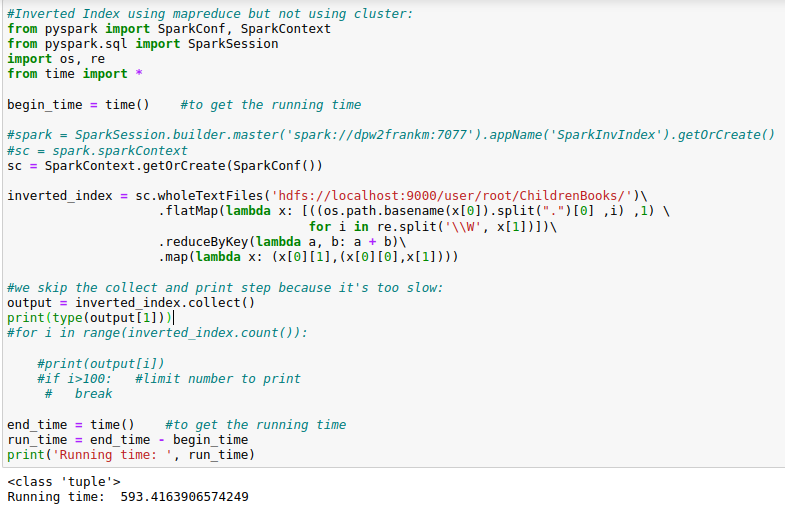 #Inverted Index using mapreduce but not using cluster:
from pyspark import SparkConf, SparkContext
from pyspark.sql import SparkSession
import os, re
from time import *

begin_time = time()    #to get the running time

#spark = SparkSession.builder.master('spark://dpw2frankm:7077').appName('SparkInvIndex').getOrCreate()
#sc = spark.sparkContext
sc = SparkContext.getOrCreate(SparkConf())

inverted_index = sc.wholeTextFiles('hdfs://localhost:9000/user/root/ChildrenBooks/')\
                    .flatMap(lambda x: [((os.path.basename(x[0]).split(".")[0] ,i) ,1) \
                                        for i in re.split('\\W', x[1])])\
                    .reduceByKey(lambda a, b: a + b)\
                    .map(lambda x: (x[0][1],(x[0][0],x[1])))

#we skip the collect and print step because it's too slow:
output = inverted_index.collect()
print(type(output[1]))
#for i in range(inverted_index.count()):

    #print(output[i])
    #if i>100:   #limit number to print
     #   break

end_time = time()    #to get the running time
run_time = end_time - begin_time
print('Running time: ', run_time)
<class 'tuple'>
Running time:  593.4163906574249